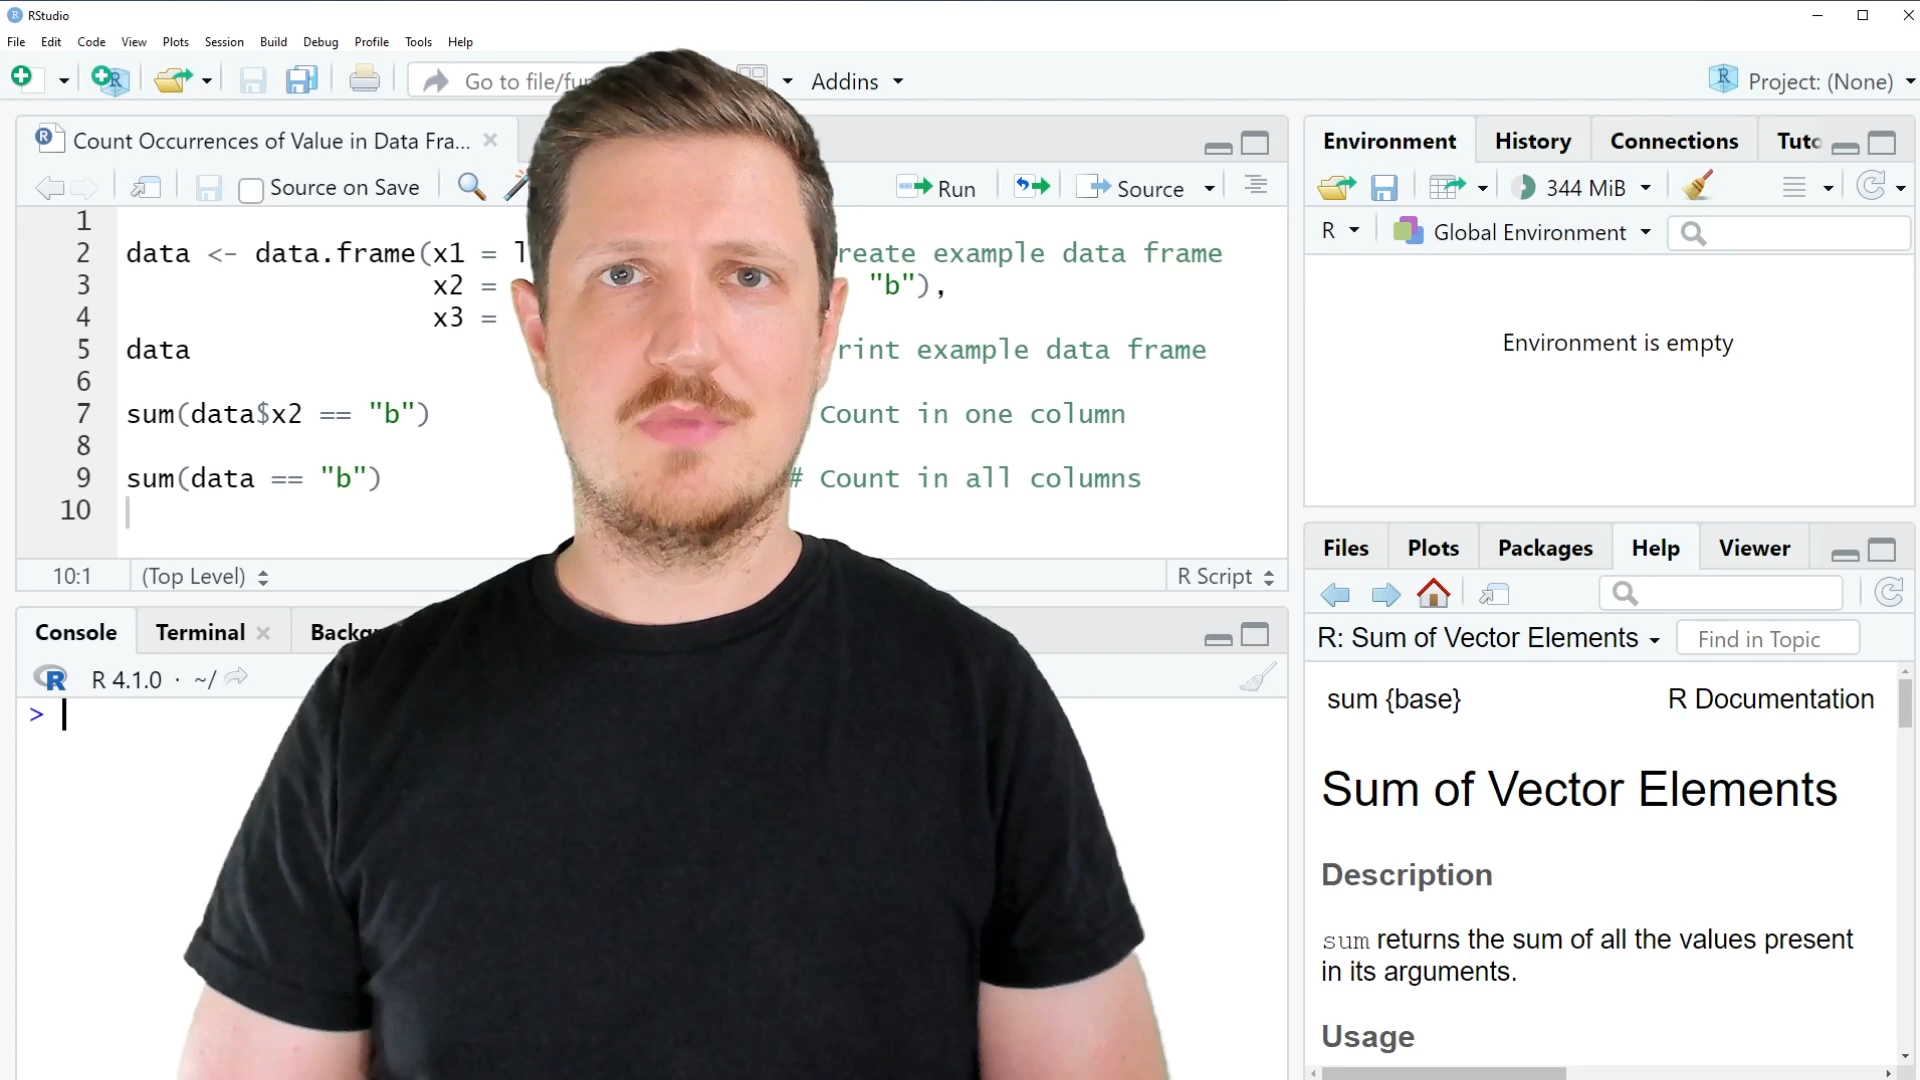 RStudio
File Edit Code View Plots Session Build Debug Profile Tools Help
Go to file/fun
Addins
Project: (None)
Count Occurrences of Value in Data Fra...
Source on Save
Run
Source
1
2 data <- data.frame(x1 = l reate example data frame
3 x2 = "b"),
4 x3 =
5 data rint example data frame
6
7 sum(data$x2 == "b") Count in one column
8
9 sum(data == "b") # Count in all columns
10
10:1 (Top Level) R Script
Console Terminal Backg
R 4.1.0 · ~/
>
Environment History Connections Tuto
344 MiB
R Global Environment
Environment is empty
Files Plots Packages Help Viewer
R: Sum of Vector Elements Find in Topic
sum {base} R Documentation
Sum of Vector Elements
Description
sum returns the sum of all the values present
in its arguments.
Usage